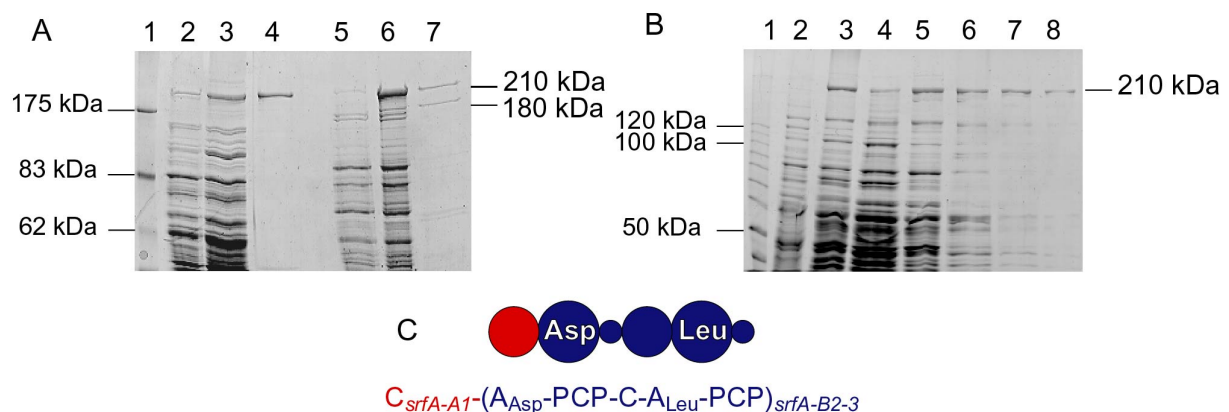 A
1 2 3 4 5 6 7
175 kDa
83 kDa
62 kDa
210 kDa
180 kDa
B
1 2 3 4 5 6 7 8
120 kDa
100 kDa
50 kDa
210 kDa
C
Asp Leu
CsrfA-A1-(AAsp-PCP-C-ALeu-PCP)srfA-B2-3